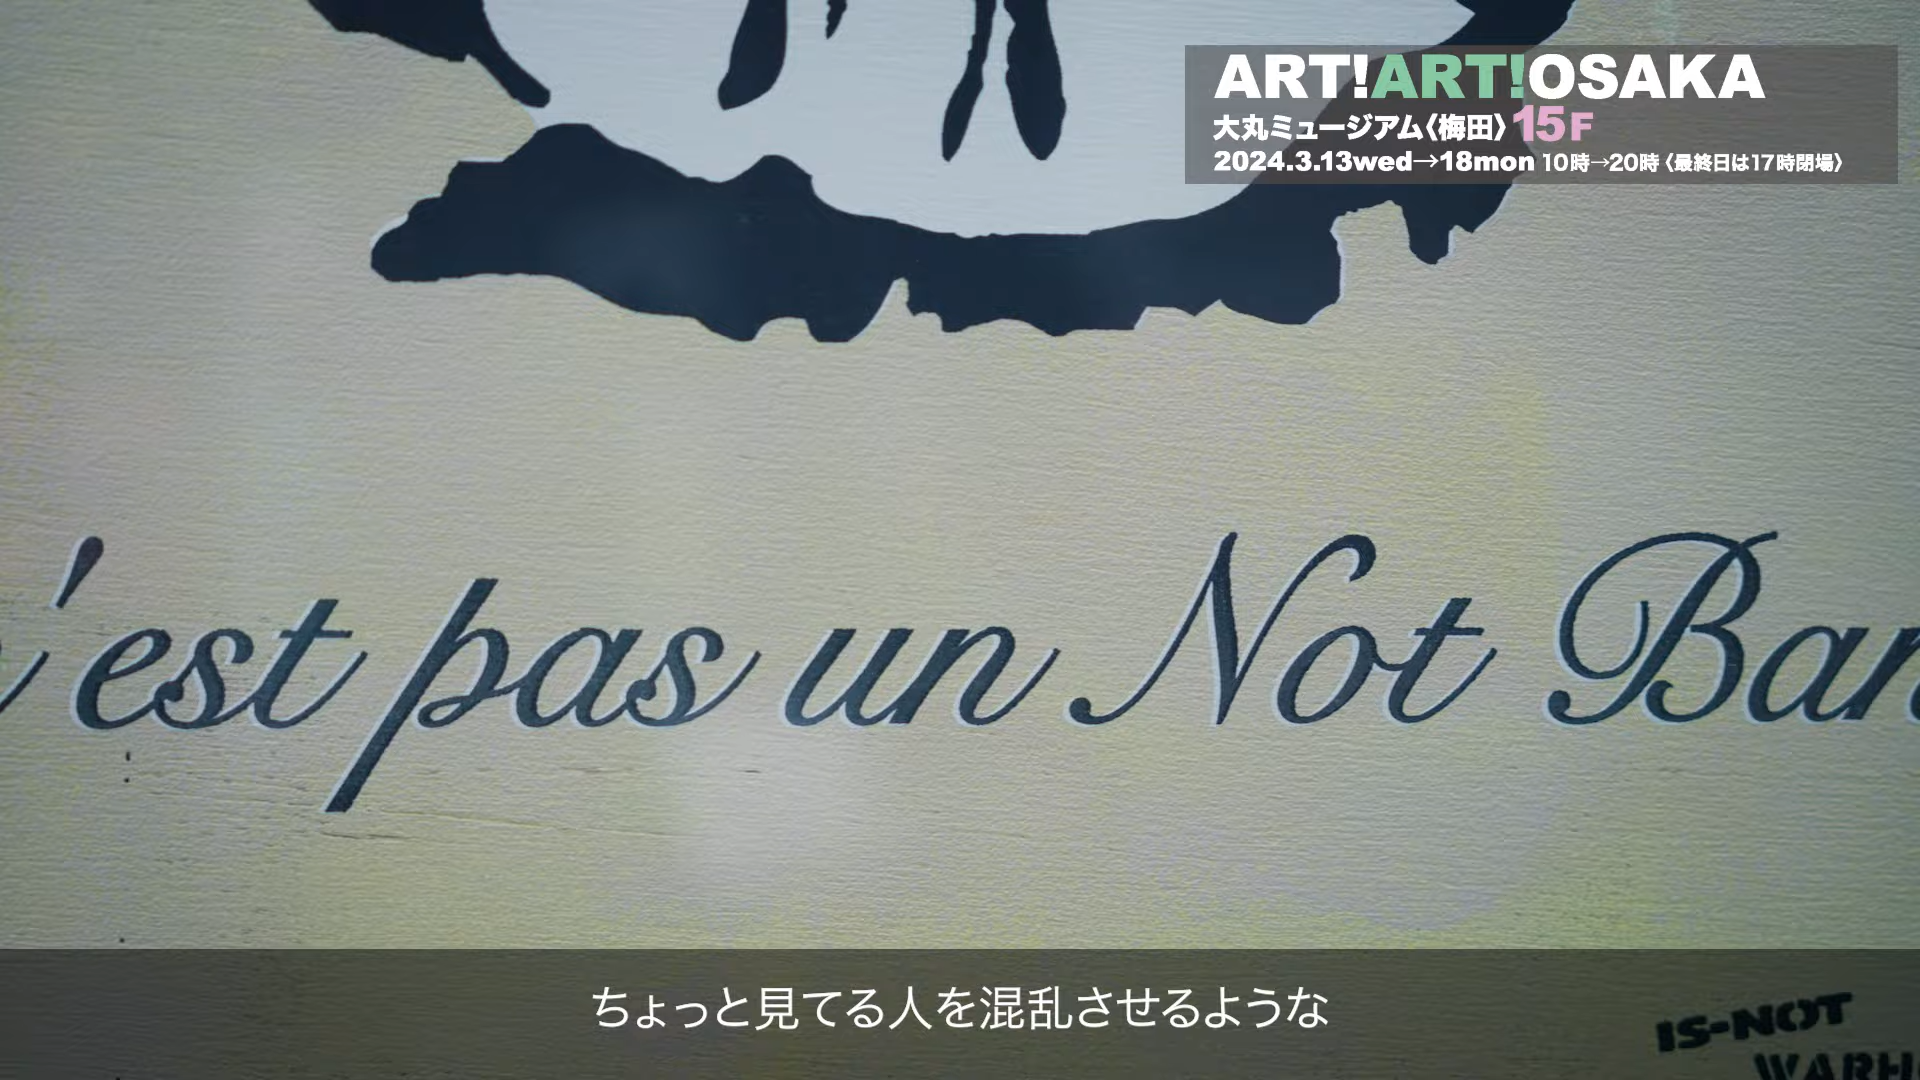 ART!ART!OSAKA
大丸ミュージアム〈梅田〉15F
2024.3.13wed→18mon 10時→20時〈最終日は17時閉場〉
'est pas un Not Ban
ちょっと見てる人を混乱させるような
IS-NOT
WARH